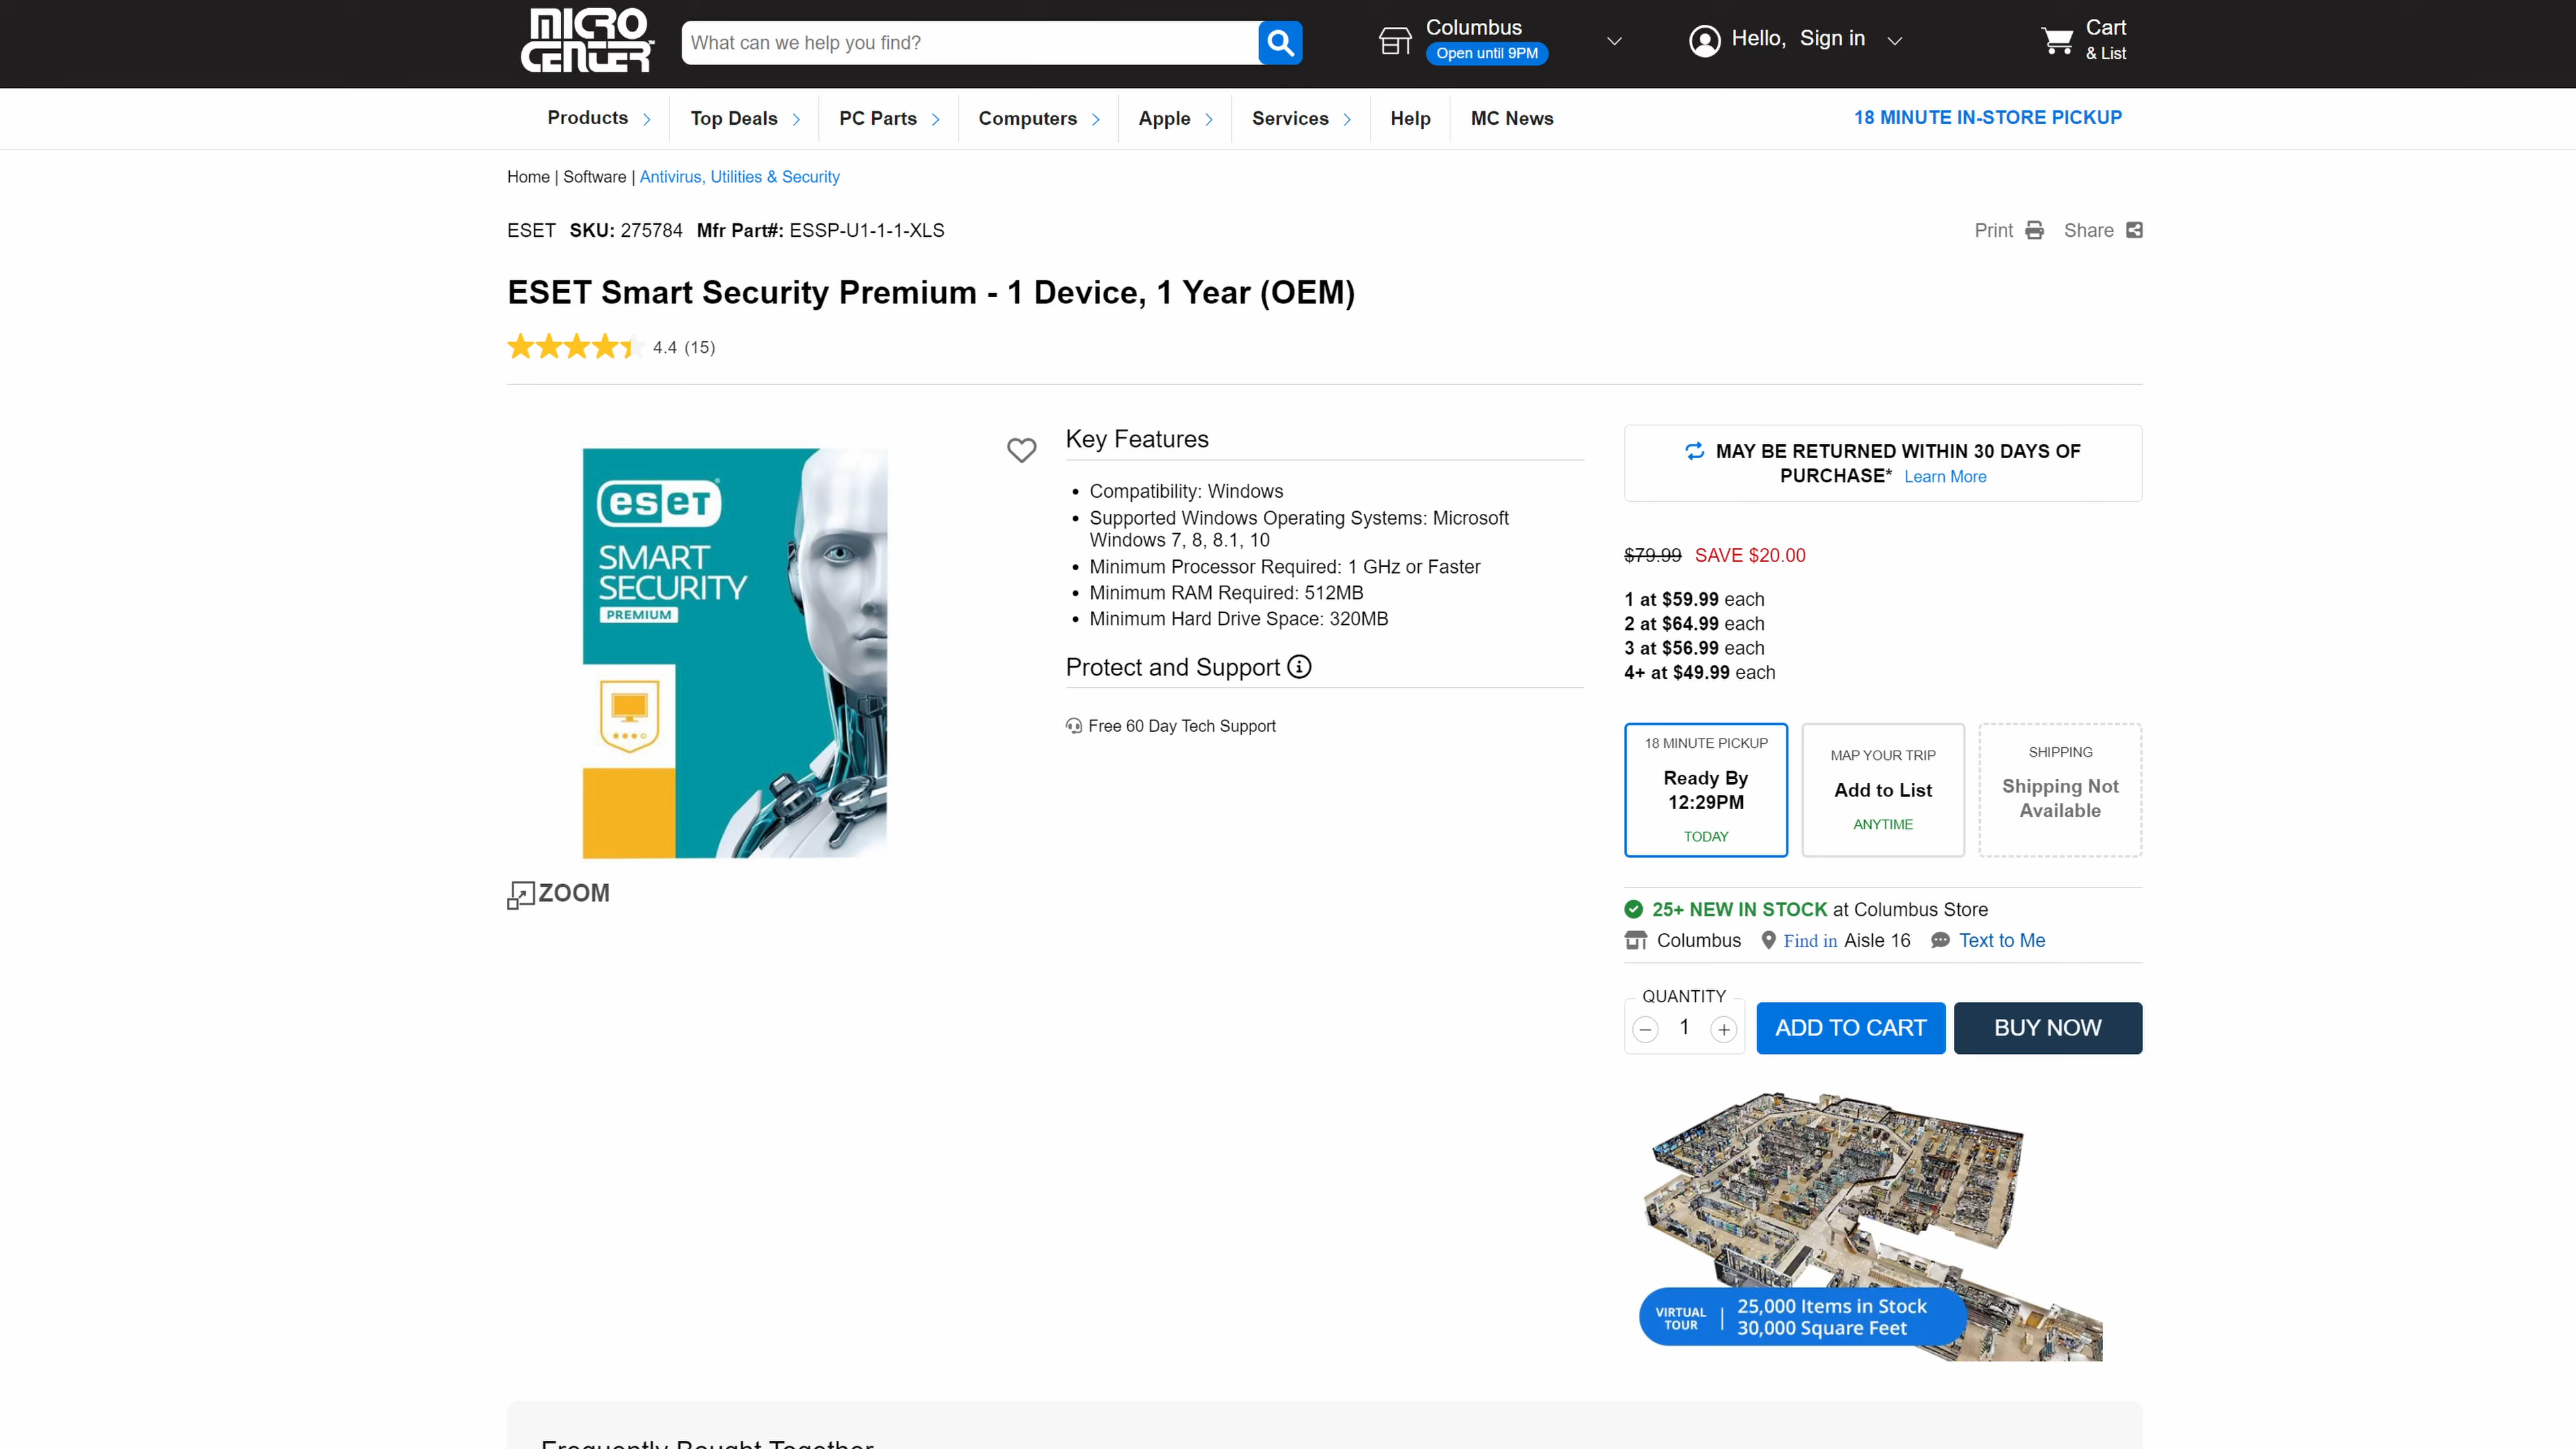 MICRO CENTER
What can we help you find?
Columbus
Open until 9PM
Hello, Sign in
Cart
& List
Products
Top Deals
PC Parts
Computers
Apple
Services
Help
MC News
18 MINUTE IN-STORE PICKUP
Home | Software | Antivirus, Utilities & Security
ESET SKU: 275784 Mfr Part#: ESSP-U1-1-1-XLS
Print
Share
ESET Smart Security Premium - 1 Device, 1 Year (OEM)
4.4 (15)
eset
SMART
SECURITY
PREMIUM
ZOOM
Key Features
• Compatibility: Windows
• Supported Windows Operating Systems: Microsoft
Windows 7, 8, 8.1, 10
• Minimum Processor Required: 1 GHz or Faster
• Minimum RAM Required: 512MB
• Minimum Hard Drive Space: 320MB
Protect and Support
Free 60 Day Tech Support
MAY BE RETURNED WITHIN 30 DAYS OF
PURCHASE* Learn More
$79.99 SAVE $20.00
1 at $59.99 each
2 at $64.99 each
3 at $56.99 each
4+ at $49.99 each
18 MINUTE PICKUP
Ready By
12:29PM
TODAY
MAP YOUR TRIP
Add to List
ANYTIME
SHIPPING
Shipping Not
Available
25+ NEW IN STOCK at Columbus Store
Columbus Find in Aisle 16 Text to Me
QUANTITY
1
ADD TO CART
BUY NOW
VIRTUAL
TOUR
25,000 Items in Stock
30,000 Square Feet
Frequently Bought Together